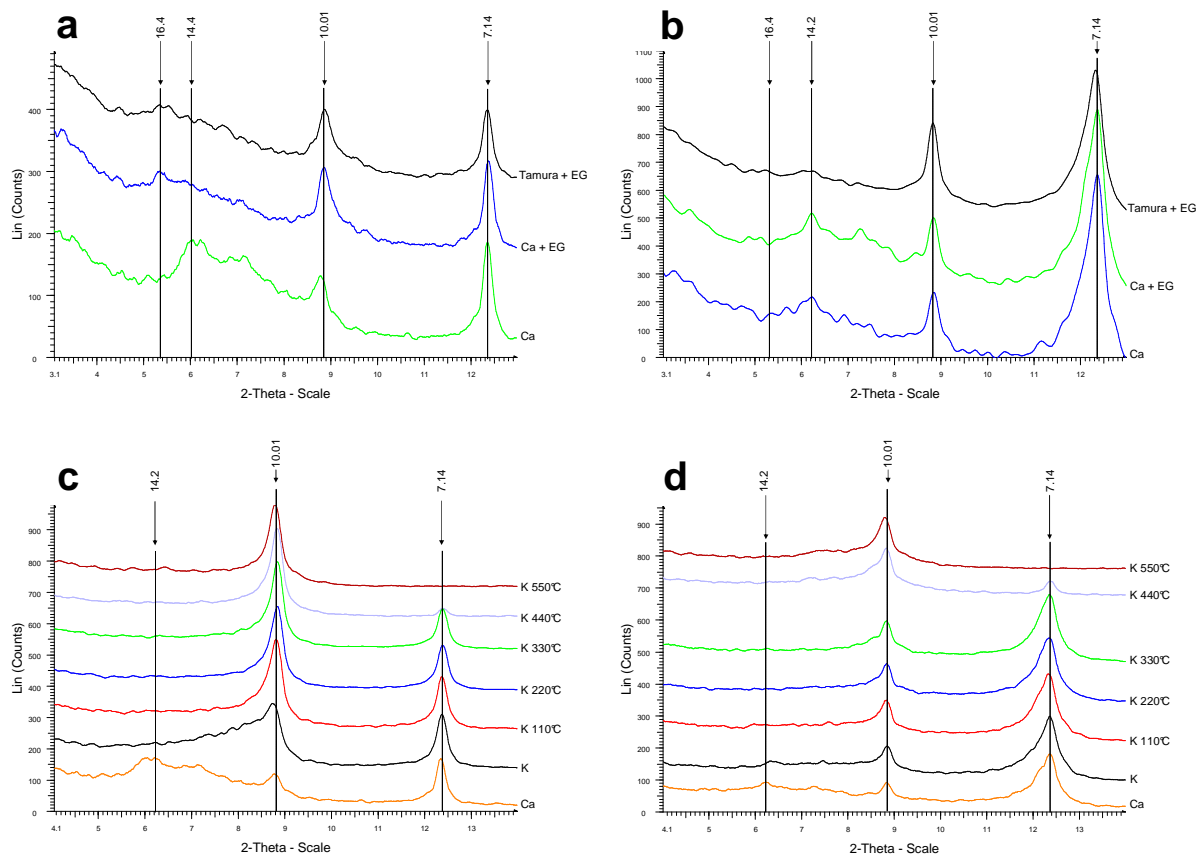 a
16.4
14.4
10.01
7.14
Lin (Counts)
400
300
200
100
0
Tamura + EG
Ca + EG
Ca
3.1 4 5 6 7 8 9 10 11 12
2-Theta - Scale
b
16.4
14.2
10.01
7.14
Lin (Counts)
1100
1000
900
800
700
600
500
400
300
200
100
0
Tamura + EG
Ca + EG
Ca
3.1 4 5 6 7 8 9 10 11 12
2-Theta - Scale
c
14.2
10.01
7.14
Lin (Counts)
900
800
700
600
500
400
300
200
100
0
K 550°C
K 440°C
K 330°C
K 220°C
K 110°C
K
Ca
4.1 5 6 7 8 9 10 11 12 13
2-Theta - Scale
d
14.2
10.01
7.14
Lin (Counts)
900
800
700
600
500
400
300
200
100
0
K 550°C
K 440°C
K 330°C
K 220°C
K 110°C
K
Ca
4.1 5 6 7 8 9 10 11 12 13
2-Theta - Scale